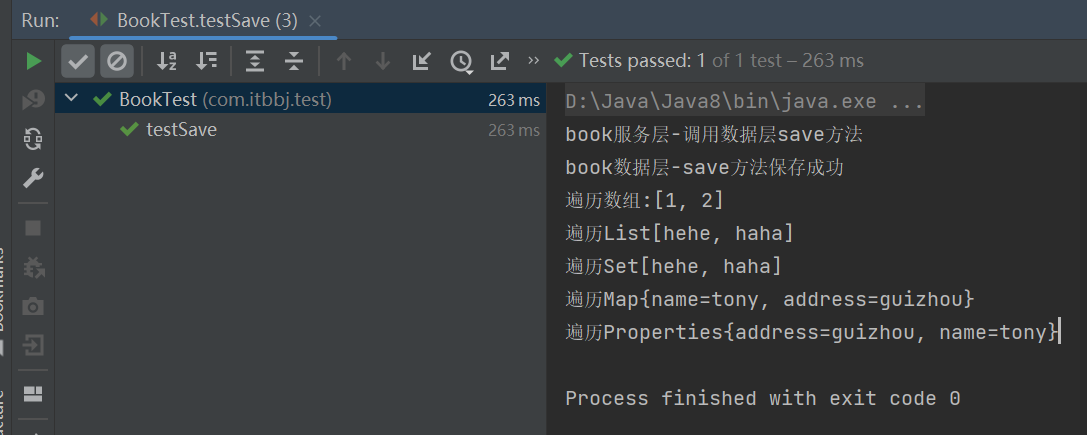 Run: BookTest.testSave (3) ×
Tests passed: 1 of 1 test – 263 ms
BookTest (com.itbbj.test) 263 ms
testSave 263 ms
D:\Java\Java8\bin\java.exe ...
book服务层-调用数据层save方法
book数据层-save方法保存成功
遍历数组:[1, 2]
遍历List[hehe, haha]
遍历Set[hehe, haha]
遍历Map{name=tony, address=guizhou}
遍历Properties{address=guizhou, name=tony}
Process finished with exit code 0